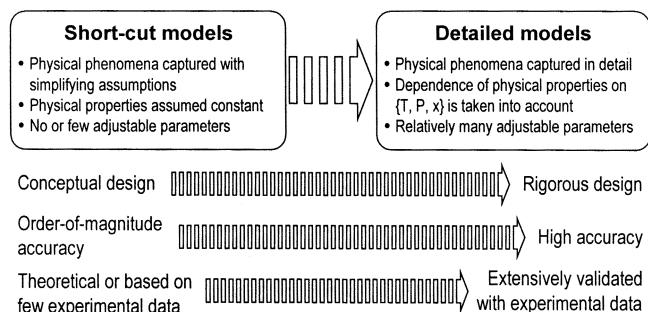 Short-cut models
• Physical phenomena captured with
simplifying assumptions
• Physical properties assumed constant
• No or few adjustable parameters
Detailed models
• Physical phenomena captured in detail
• Dependence of physical properties on
{T, P, x} is taken into account
• Relatively many adjustable parameters
Conceptual design
Rigorous design
Order-of-magnitude
accuracy
High accuracy
Theoretical or based on
few experimental data
Extensively validated
with experimental data